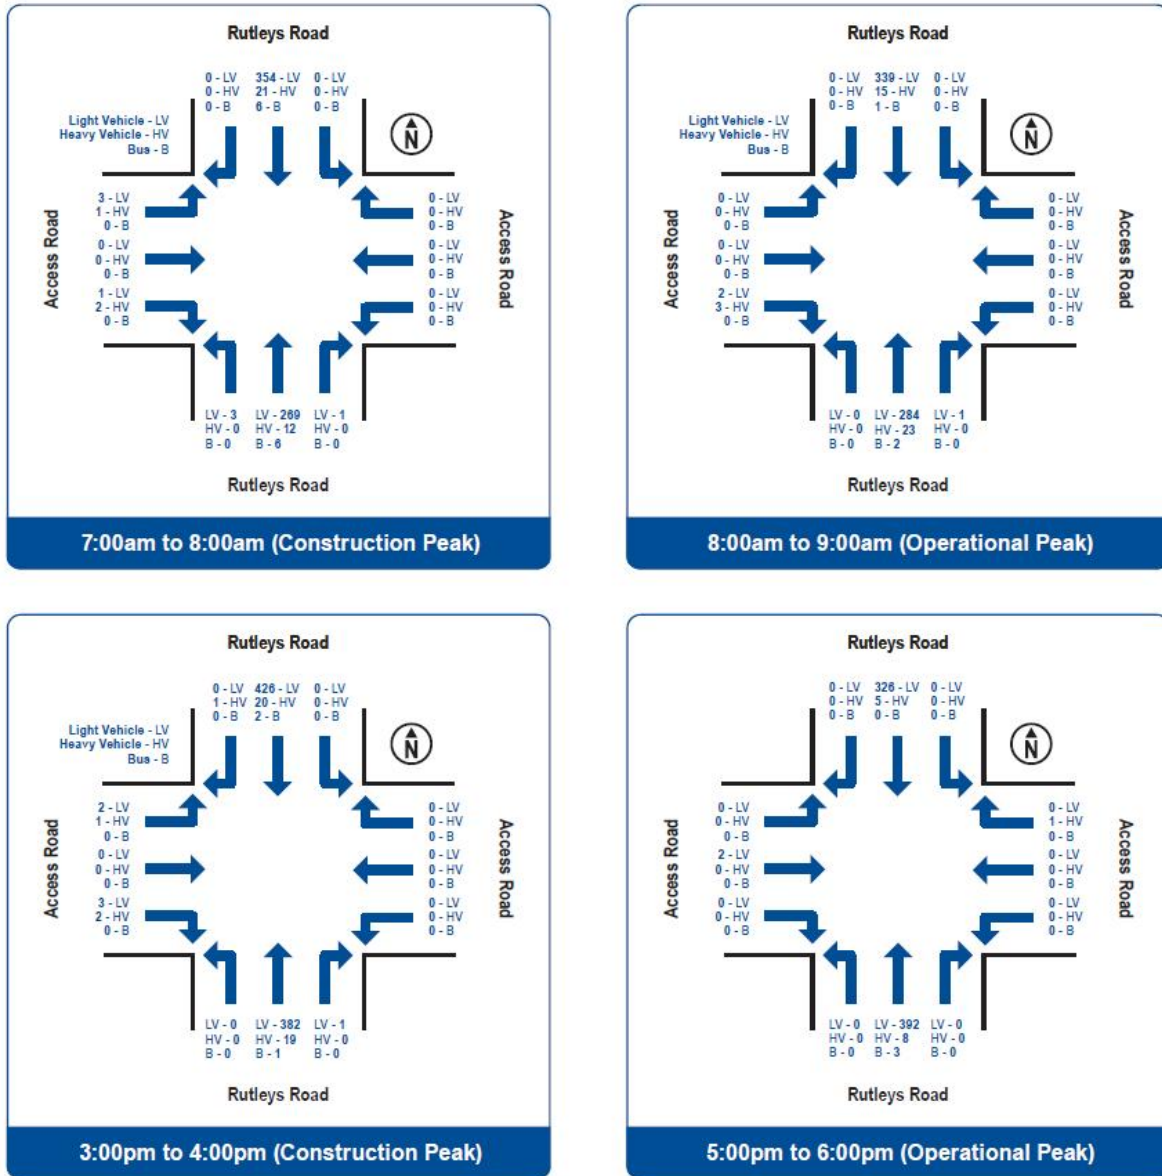 Rutleys Road
0 - LV 354 - LV 0 - LV
0 - HV 21 - HV 0 - HV
0 - B 6 - B 0 - B
Light Vehicle - LV
Heavy Vehicle - HV
Bus - B
N
3 - LV
1 - HV
0 - B
0 - LV
0 - HV
0 - B
1 - LV
2 - HV
0 - B
Access Road
0 - LV
0 - HV
0 - B
0 - LV
0 - HV
0 - B
0 - LV
0 - HV
0 - B
Access Road
LV - 3 LV - 269 LV - 1
HV - 0 HV - 12 HV - 0
B - 0 B - 6 B - 0
Rutleys Road
7:00am to 8:00am (Construction Peak)
Rutleys Road
0 - LV 339 - LV 0 - LV
0 - HV 15 - HV 0 - HV
0 - B 1 - B 0 - B
Light Vehicle - LV
Heavy Vehicle - HV
Bus - B
N
0 - LV
0 - HV
0 - B
0 - LV
0 - HV
0 - B
2 - LV
3 - HV
0 - B
Access Road
0 - LV
0 - HV
0 - B
0 - LV
0 - HV
0 - B
0 - LV
0 - HV
0 - B
Access Road
LV - 0 LV - 284 LV - 1
HV - 0 HV - 23 HV - 0
B - 0 B - 2 B - 0
Rutleys Road
8:00am to 9:00am (Operational Peak)
Rutleys Road
0 - LV 426 - LV 0 - LV
1 - HV 20 - HV 0 - HV
0 - B 2 - B 0 - B
Light Vehicle - LV
Heavy Vehicle - HV
Bus - B
N
2 - LV
1 - HV
0 - B
0 - LV
0 - HV
0 - B
3 - LV
2 - HV
0 - B
Access Road
0 - LV
0 - HV
0 - B
0 - LV
0 - HV
0 - B
0 - LV
0 - HV
0 - B
Access Road
LV - 0 LV - 382 LV - 1
HV - 0 HV - 19 HV - 0
B - 0 B - 1 B - 0
Rutleys Road
3:00pm to 4:00pm (Construction Peak)
Rutleys Road
0 - LV 326 - LV 0 - LV
0 - HV 5 - HV 0 - HV
0 - B 0 - B 0 - B
N
0 - LV
0 - HV
0 - B
2 - LV
0 - HV
0 - B
0 - LV
0 - HV
0 - B
Access Road
0 - LV
1 - HV
0 - B
0 - LV
0 - HV
0 - B
0 - LV
0 - HV
0 - B
Access Road
LV - 0 LV - 392 LV - 0
HV - 0 HV - 8 HV - 0
B - 0 B - 3 B - 0
Rutleys Road
5:00pm to 6:00pm (Operational Peak)